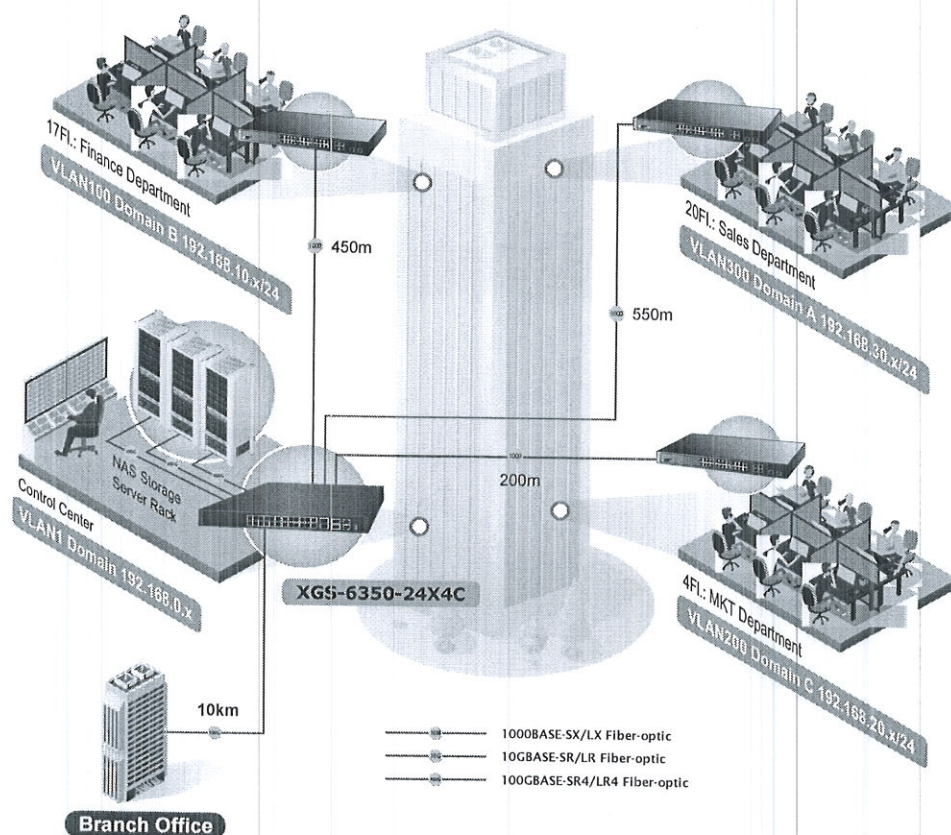 17Fl.: Finance Department
VLAN100 Domain B 192.168.10.x/24
450m
20Fl.: Sales Department
VLAN300 Domain A 192.168.30.x/24
550m
NAS Storage
Server Rack
Control Center
VLAN1 Domain 192.168.0.x
XGS-6350-24X4C
200m
4Fl.: MKT Department
VLAN200 Domain C 192.168.20.x/24
10km
Branch Office
1000BASE-SX/LX Fiber-optic
10GBASE-SR/LR Fiber-optic
100GBASE-SR4/LR4 Fiber-optic